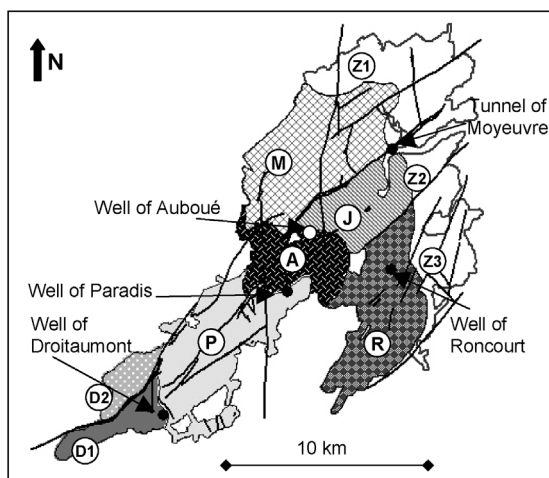 N
Z1
Tunnel of
Moyeuvre
M
Z2
Well of Auboué
J
A
Z3
Well of Paradis
Well of
Droitaumont
P
Well of
Roncourt
R
D2
D1
10 km